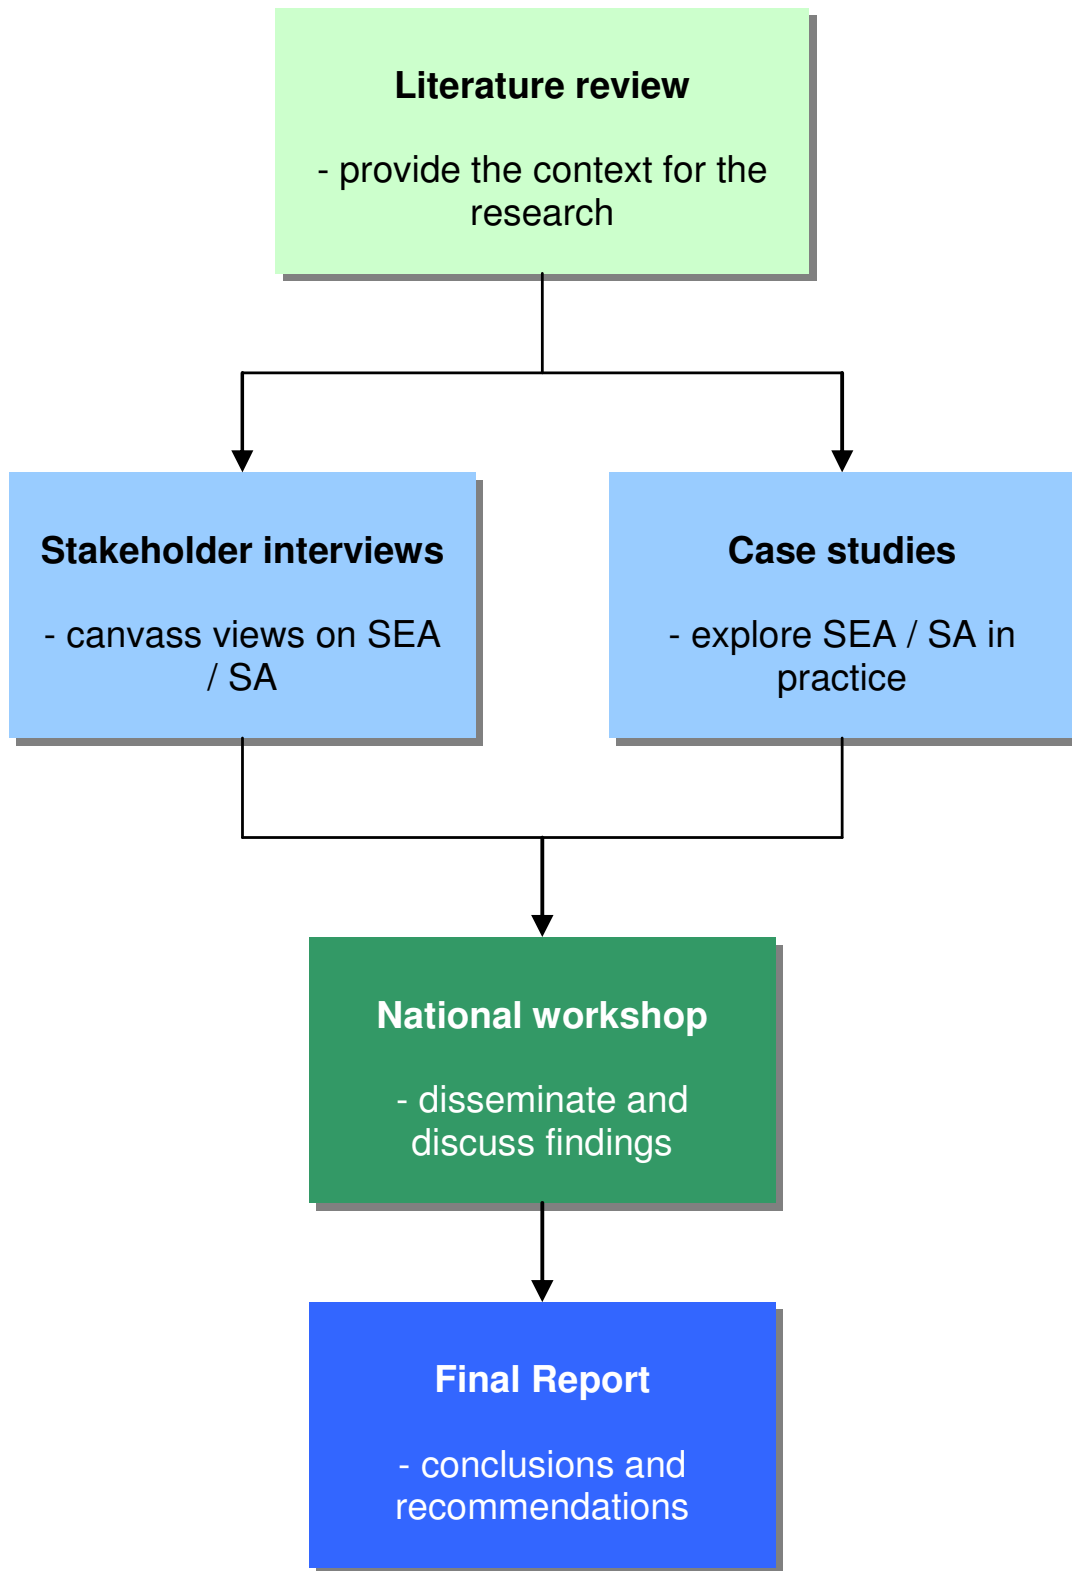 Literature review
- provide the context for the
research
Stakeholder interviews
- canvass views on SEA
/ SA
Case studies
- explore SEA / SA in
practice
National workshop
- disseminate and
discuss findings
Final Report
- conclusions and
recommendations